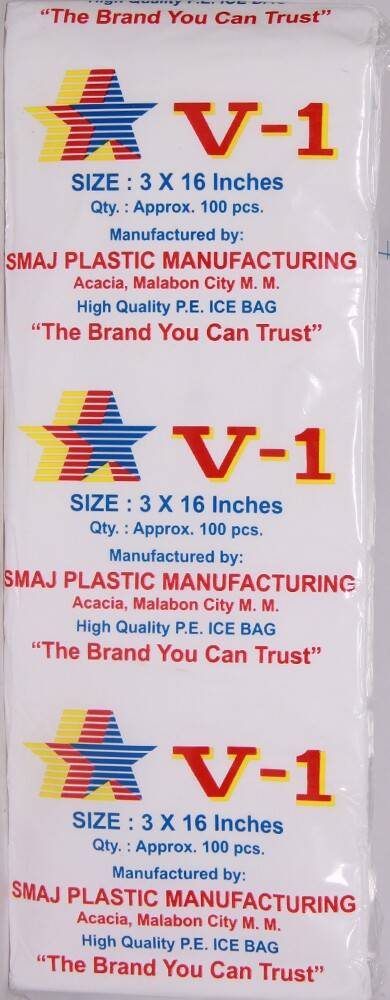 High Quality P.E. ICE BAG
"The Brand You Can Trust"
V-1
SIZE : 3 X 16 Inches
Qty. : Approx. 100 pcs.
Manufactured by:
SMAJ PLASTIC MANUFACTURING
Acacia, Malabon City M. M.
High Quality P.E. ICE BAG
"The Brand You Can Trust"
V-1
SIZE : 3 X 16 Inches
Qty. : Approx. 100 pcs.
Manufactured by:
SMAJ PLASTIC MANUFACTURING
Acacia, Malabon City M. M.
High Quality P.E. ICE BAG
"The Brand You Can Trust"
V-1
SIZE : 3 X 16 Inches
Qty. : Approx. 100 pcs.
Manufactured by:
SMAJ PLASTIC MANUFACTURING
Acacia, Malabon City M. M.
High Quality P.E. ICE BAG
"The Brand You Can Trust"